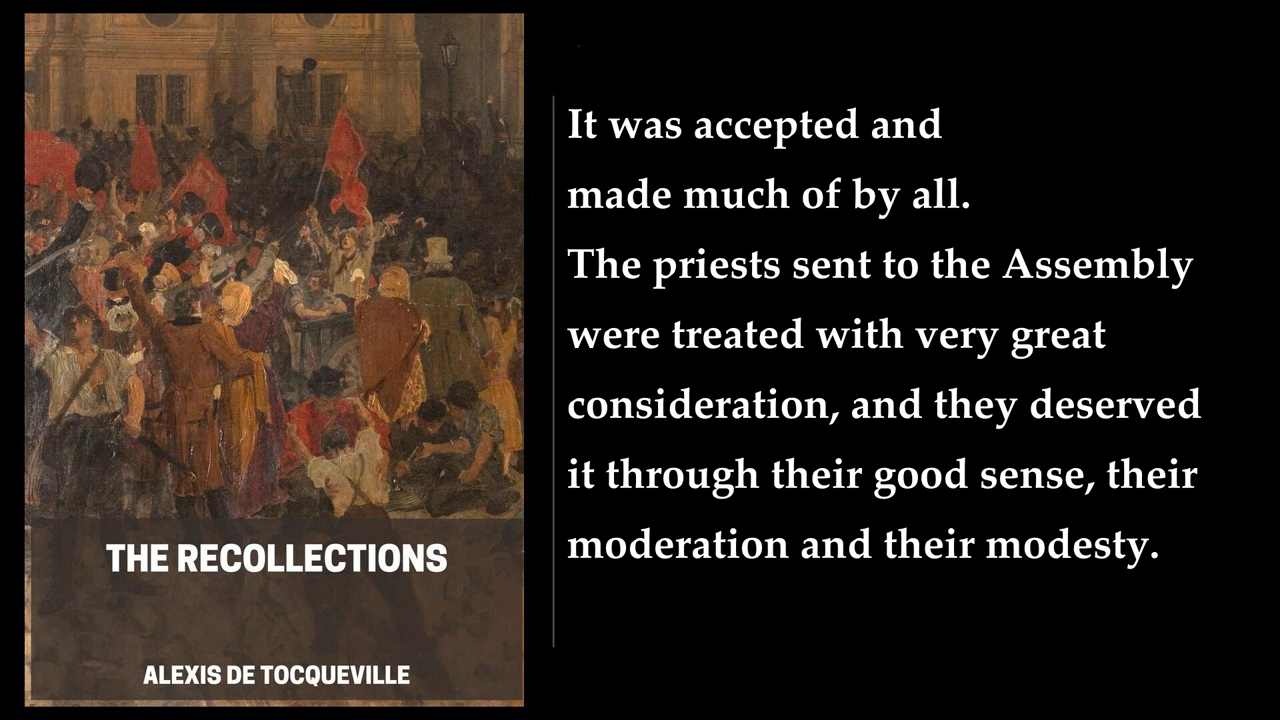 THE RECOLLECTIONS
ALEXIS DE TOCQUEVILLE
It was accepted and
made much of by all.
The priests sent to the Assembly
were treated with very great
consideration, and they deserved
it through their good sense, their
moderation and their modesty.